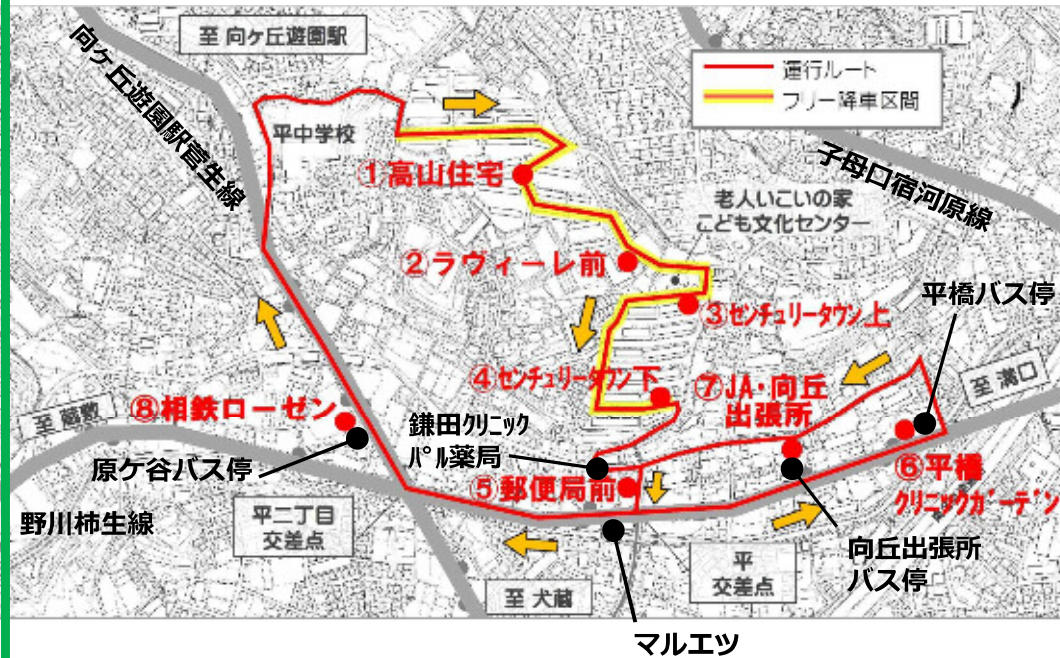 至 向ヶ丘遊園駅
向ヶ丘遊園駅菅生線
運行ルート
フリー降車区間
平中学校
子母口宿河原線
①高山住宅
老人いこいの家
こども文化センター
②ラヴィーレ前
平橋バス停
③センチュリータウン上
④センチュリータウン下
⑦JA・向丘
出張所
至 溝口
至 蔵敷
⑧相鉄ローゼン
鎌田クリニック
パル薬局
原ケ谷バス停
⑤郵便局前
⑥平橋
クリニックガーデン
野川柿生線
平二丁目
交差点
向丘出張所
バス停
平
交差点
至 犬蔵
マルエツ